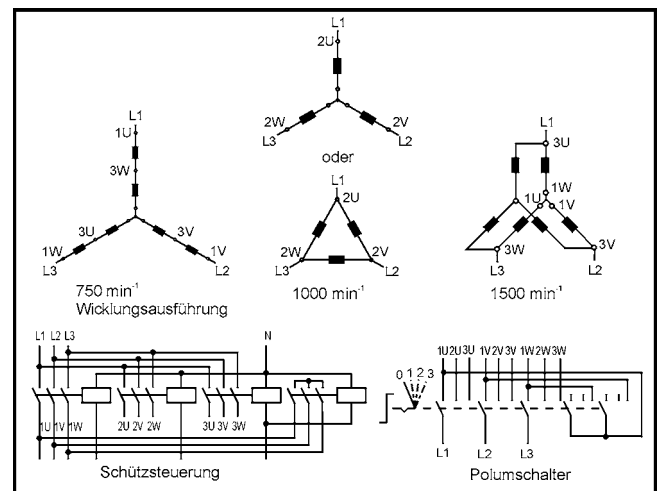 L1
2U
2W
2V
L3
L2
oder
L1
1U
3W
3U
3V
1W
1V
L3
L2
750 min-1
Wicklungsausführung
L1
2U
2W
2V
L3
L2
1000 min-1
L1
3U
1W
1U
1V
3W
3V
L3
L2
1500 min-1
L1 L2 L3 N
1U 1V 1W 2U 2V 2W 3U 3V 3W
Schützsteuerung
1U 2U 3U 1V 2V 3V 1W 2W 3W
0 1 2 3
L1 L2 L3
Polumschalter